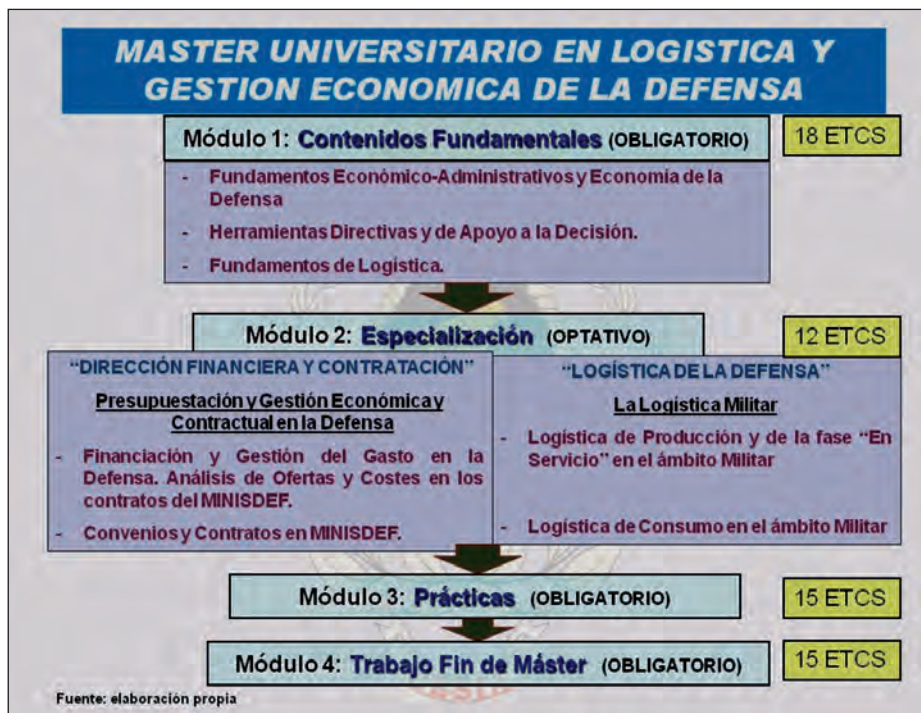 MASTER UNIVERSITARIO EN LOGISTICA Y
GESTION ECONOMICA DE LA DEFENSA
Módulo 1: Contenidos Fundamentales (OBLIGATORIO)
18 ETCS
- Fundamentos Económico-Administrativos y Economía de la
Defensa
- Herramientas Directivas y de Apoyo a la Decisión.
- Fundamentos de Logística.
Módulo 2: Especialización (OPTATIVO)
12 ETCS
"DIRECCIÓN FINANCIERA Y CONTRATACIÓN"
Presupuestación y Gestión Económica y
Contractual en la Defensa
- Financiación y Gestión del Gasto en la
Defensa. Análisis de Ofertas y Costes en los
contratos del MINISDEF.
- Convenios y Contratos en MINISDEF.
"LOGÍSTICA DE LA DEFENSA"
La Logística Militar
- Logística de Producción y de la fase "En
Servicio" en el ámbito Militar
- Logística de Consumo en el ámbito Militar
Módulo 3: Prácticas (OBLIGATORIO)
15 ETCS
Módulo 4: Trabajo Fin de Máster (OBLIGATORIO)
15 ETCS
Fuente: elaboración propia